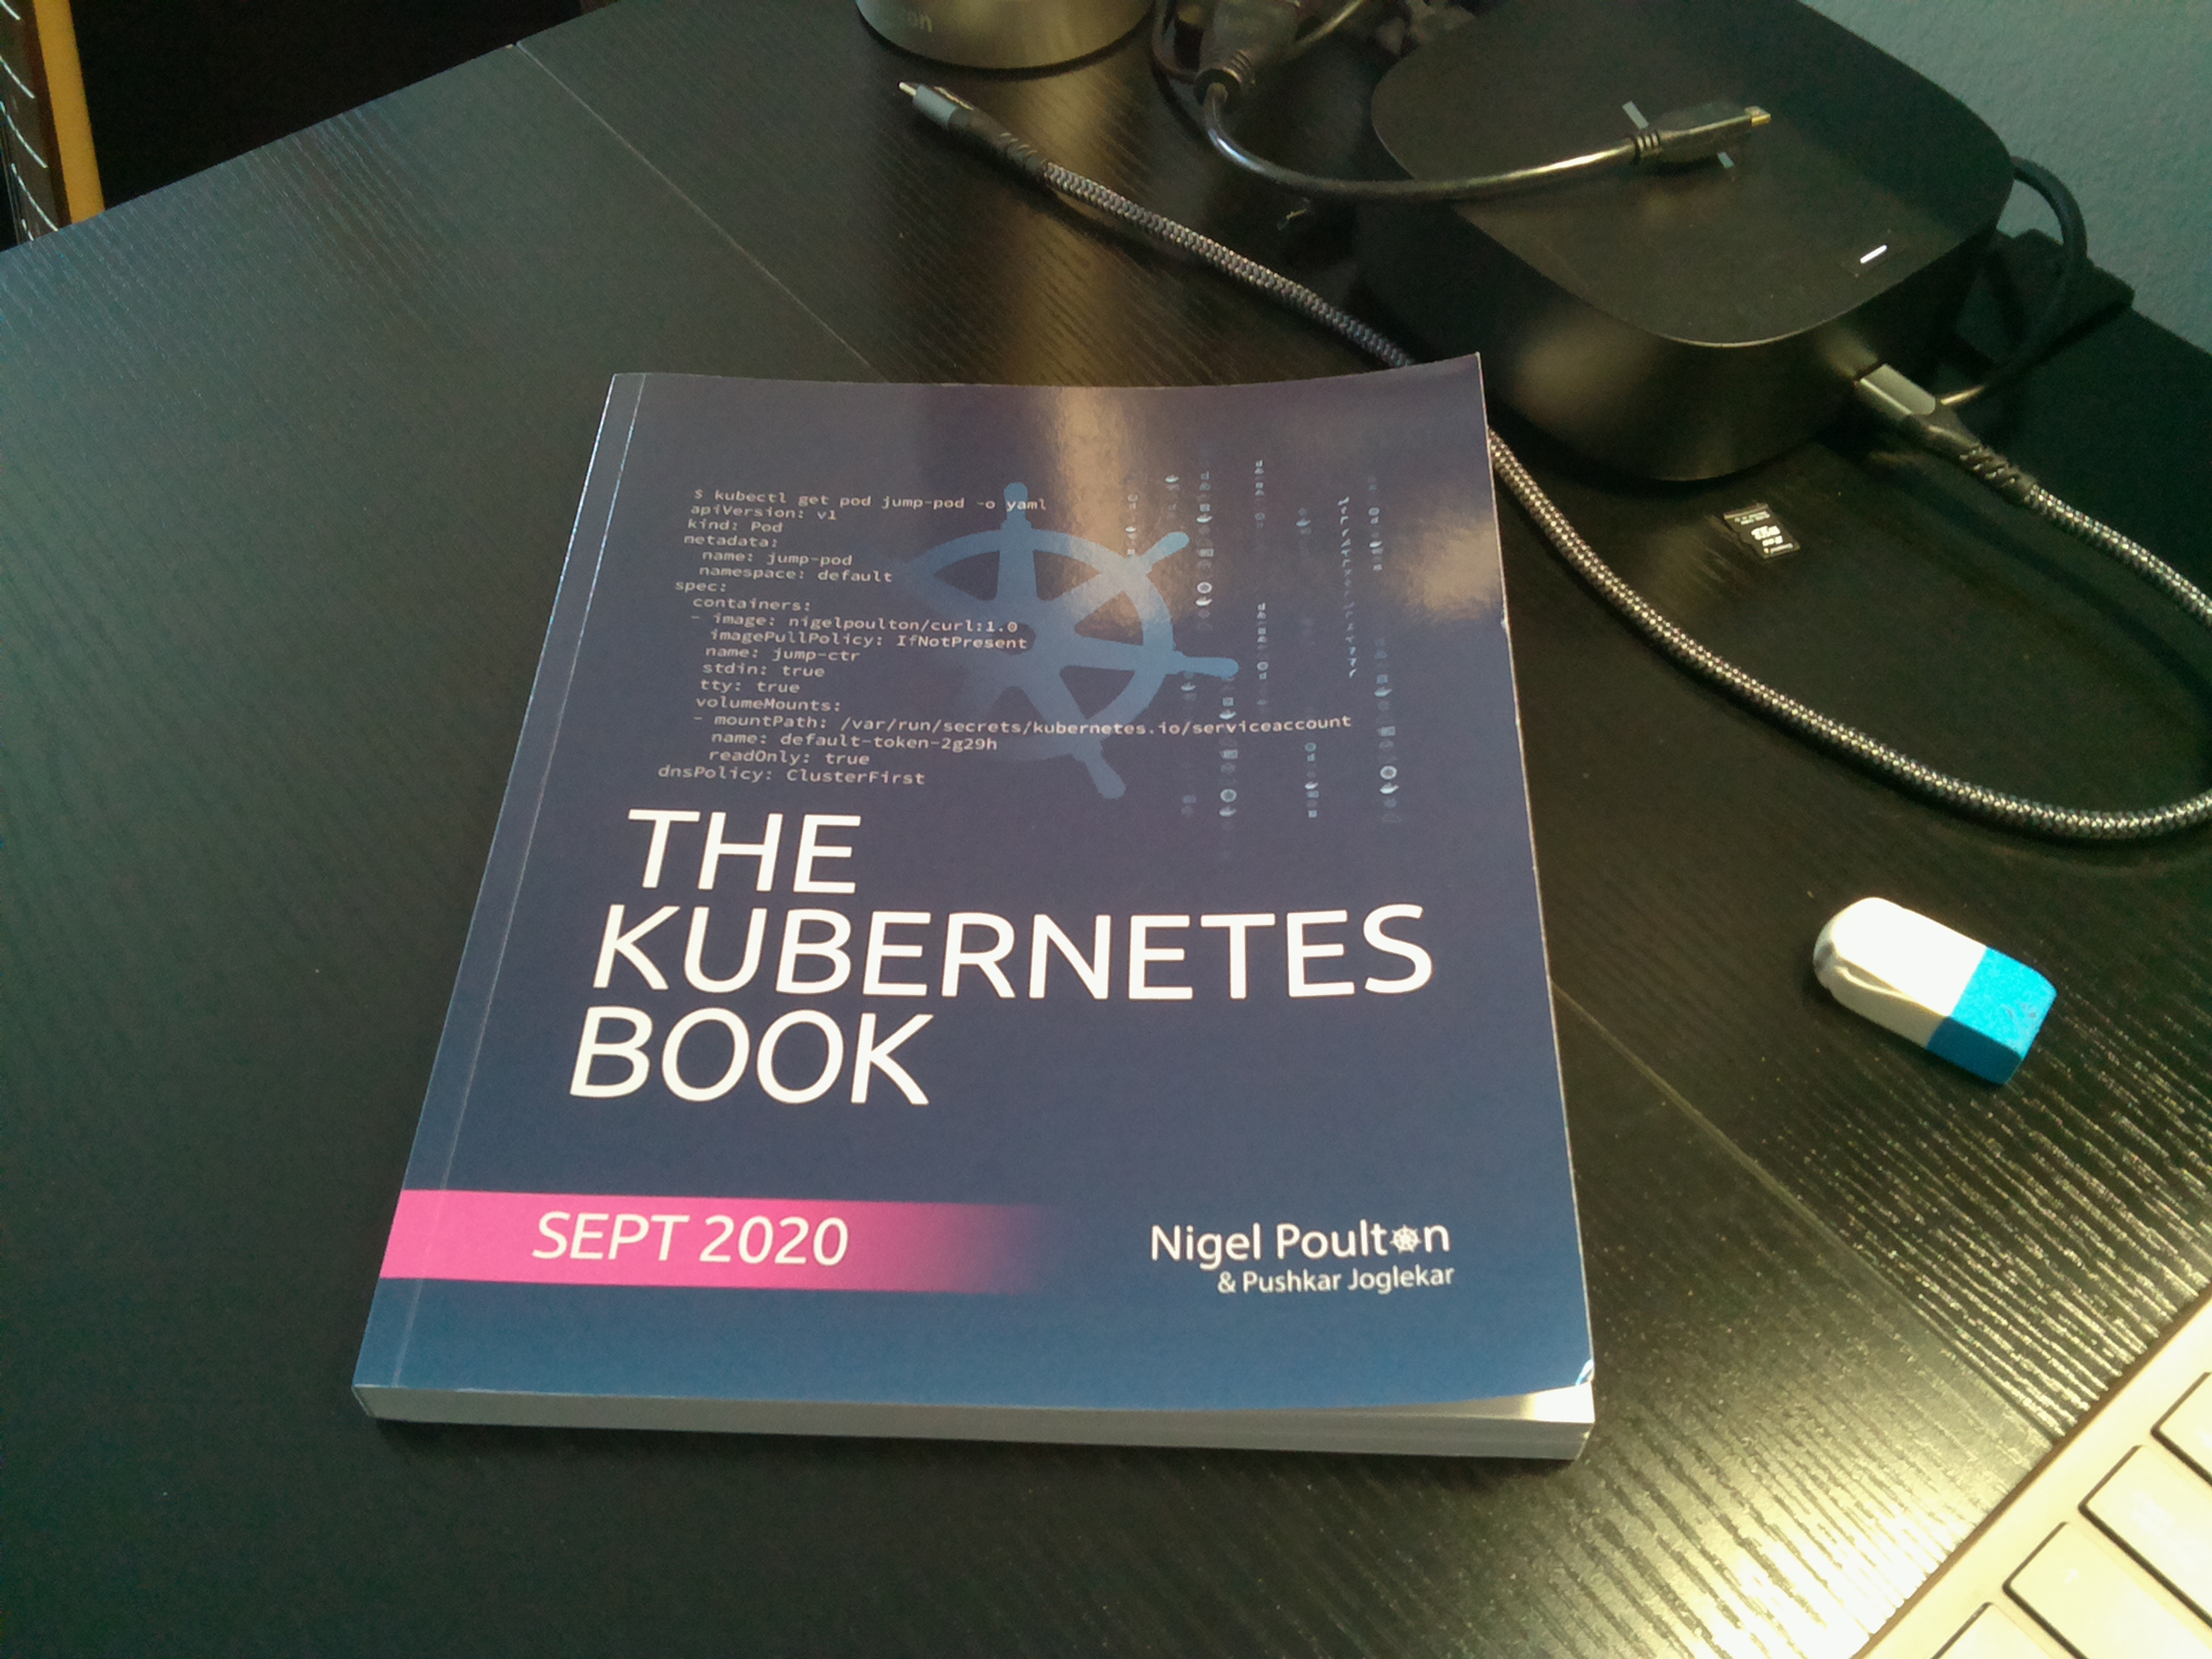 $ kubectl get pod jump-pod -o yaml
apiVersion: v1
kind: Pod
metadata:
name: jump-pod
namespace: default
spec:
containers:
- image: nigelpoulton/curl:1.0
imagePullPolicy: IfNotPresent
name: jump-ctr
stdin: true
tty: true
volumeMounts:
- mountPath: /var/run/secrets/kubernetes.io/serviceaccount
name: default-token-2g29h
readOnly: true
dnsPolicy: ClusterFirst
THE
KUBERNETES
BOOK
SEPT 2020
Nigel Poulton
& Pushkar Joglekar